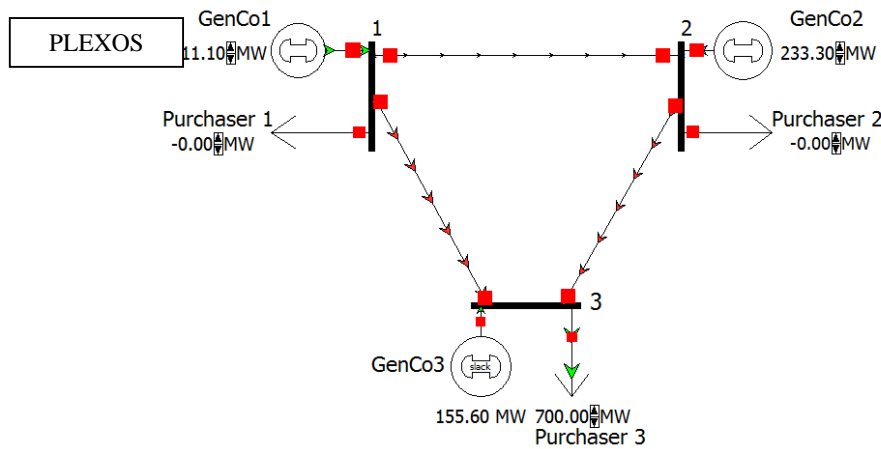 GenCo1
1
2
GenCo2
PLEXOS
11.10 MW
233.30 MW
Purchaser 1
-0.00 MW
Purchaser 2
-0.00 MW
3
GenCo3
slack
155.60 MW
700.00 MW
Purchaser 3